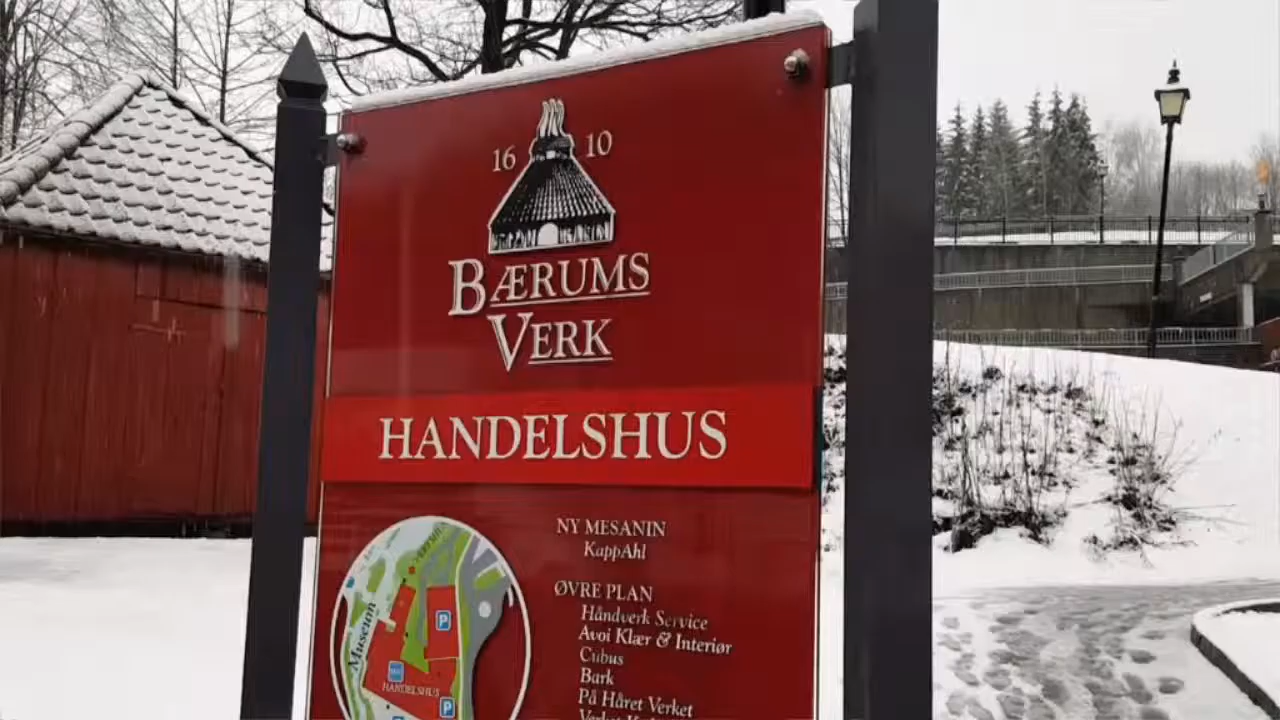 16 10
BÆRUMS
VERK
HANDELSHUS
NY MESANIN
KappAhl
ØVRE PLAN
Håndverk Service
Avoi Klær & Interiør
Cubus
Bark
På Håret Verket
Verket
Museum
P
HANDELSHUS
P